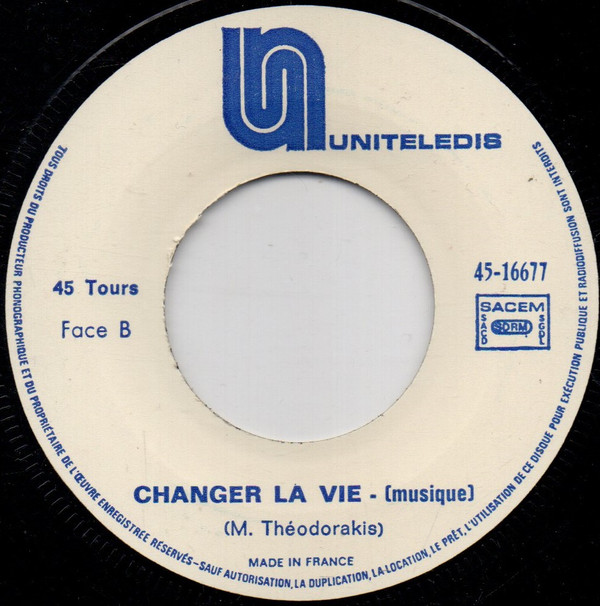 UNITELEDIS
45 Tours
Face B
45-16677
SACEM
SACD
SDRM
SGDL
CHANGER LA VIE - (musique)
(M. Théodorakis)
MADE IN FRANCE
TOUS DROITS DU PRODUCTEUR PHONOGRAPHIQUE ET DU PROPRIÉTAIRE DE L'ŒUVRE ENREGISTRÉE RÉSERVÉS-SAUF AUTORISATION, LA DUPLICATION, LA LOCATION, LE PRÊT, L'UTILISATION DE CE DISQUE POUR EXÉCUTION PUBLIQUE ET RADIODIFFUSION SONT INTERDITS